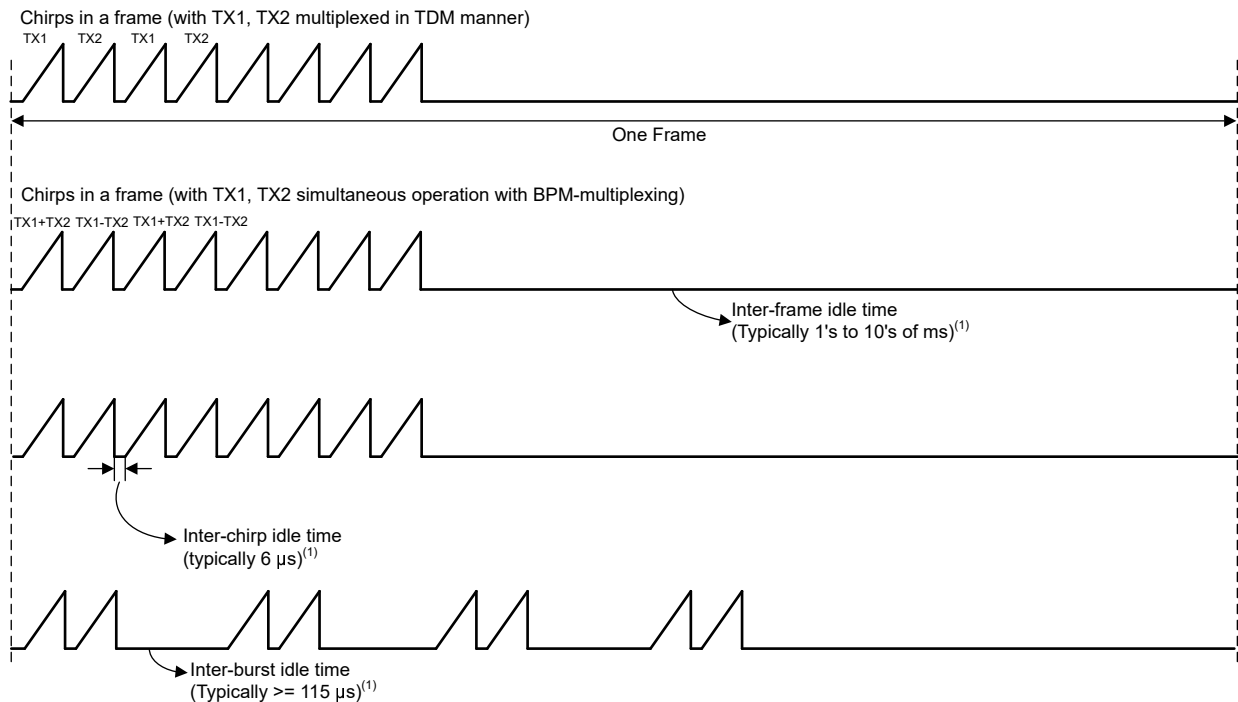 Chirps in a frame (with TX1, TX2 multiplexed in TDM manner)
TX1 TX2 TX1 TX2
One Frame
Chirps in a frame (with TX1, TX2 simultaneous operation with BPM-multiplexing)
TX1+TX2 TX1-TX2 TX1+TX2 TX1-TX2
Inter-frame idle time
(Typically 1's to 10's of ms)(1)
Inter-chirp idle time
(typically 6 μs)(1)
Inter-burst idle time
(Typically >= 115 μs)(1)